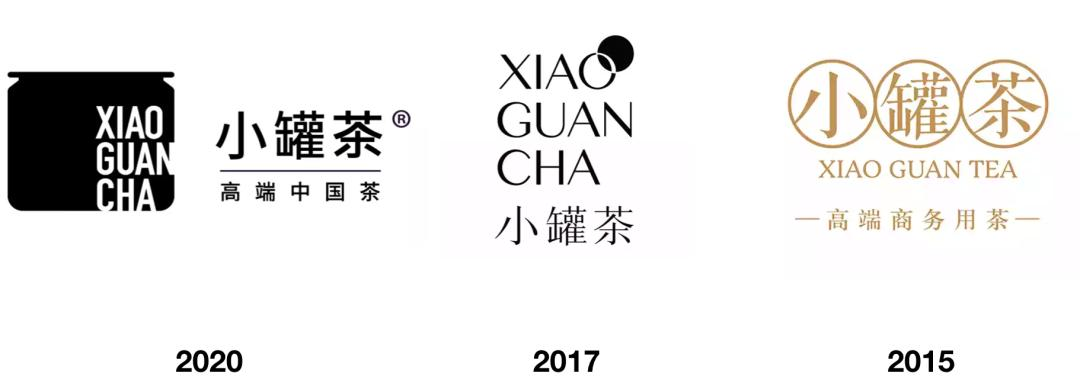 XIAO
GUAN
CHA
小罐茶®
高端中国茶
2020
XIAO
GUAN
CHA
小罐茶
2017
小罐茶
XIAO GUAN TEA
高端商务用茶
2015